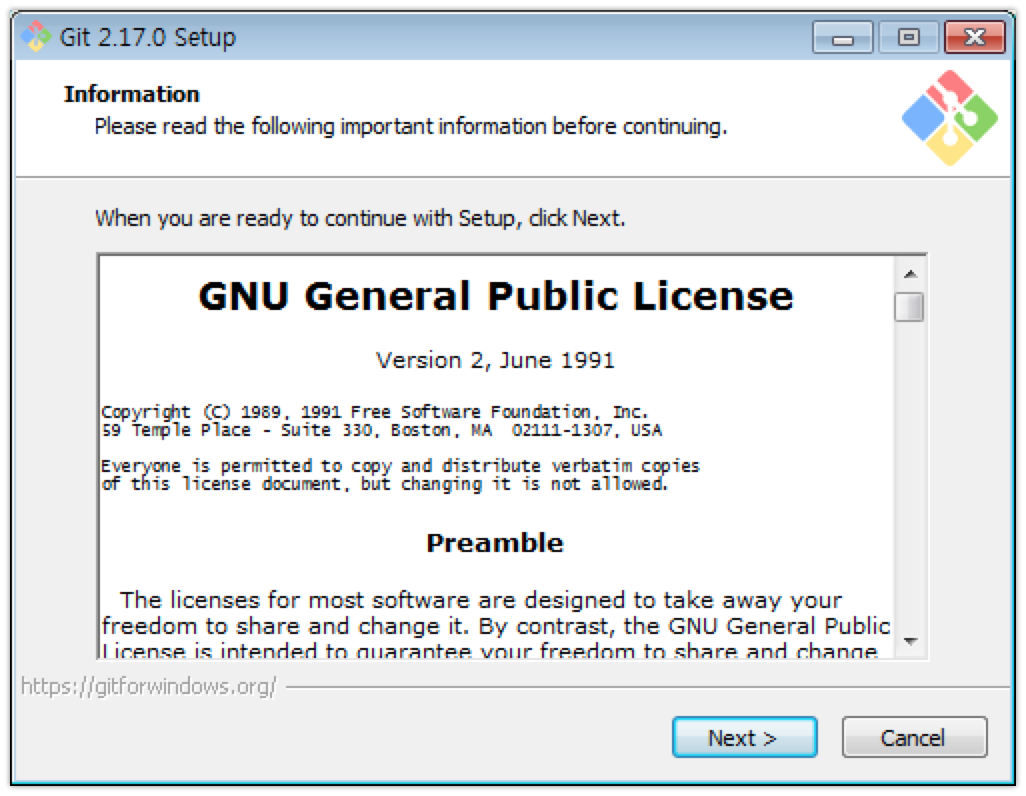 Git 2.17.0 Setup
Information
Please read the following important information before continuing.
When you are ready to continue with Setup, click Next.
GNU General Public License
Version 2, June 1991
Copyright (C) 1989, 1991 Free Software Foundation, Inc.
59 Temple Place - Suite 330, Boston, MA  02111-1307, USA
Everyone is permitted to copy and distribute verbatim copies
of this license document, but changing it is not allowed.
Preamble
The licenses for most software are designed to take away your
freedom to share and change it. By contrast, the GNU General Public
License is intended to guarantee your freedom to share and change
https://gitforwindows.org/
Next >
Cancel